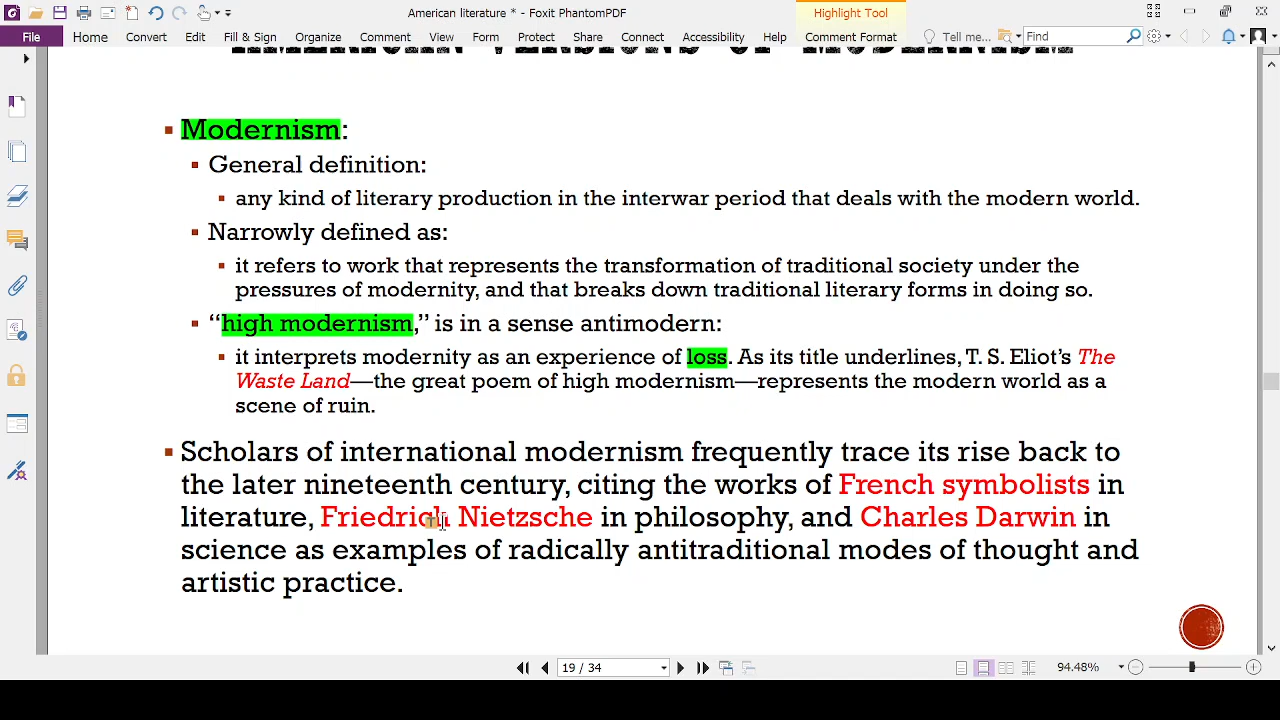 American literature * - Foxit PhantomPDF
Highlight Tool
File Home Convert Edit Fill & Sign Organize Comment View Form Protect Share Connect Accessibility Help Comment Format Tell me... Find
AMERICAN VERSIONS OF MODERNISM
Modernism:
General definition:
any kind of literary production in the interwar period that deals with the modern world.
Narrowly defined as:
it refers to work that represents the transformation of traditional society under the
pressures of modernity, and that breaks down traditional literary forms in doing so.
“high modernism,” is in a sense antimodern:
it interprets modernity as an experience of loss. As its title underlines, T. S. Eliot’s The
Waste Land—the great poem of high modernism—represents the modern world as a
scene of ruin.
Scholars of international modernism frequently trace its rise back to
the later nineteenth century, citing the works of French symbolists in
literature, Friedrich Nietzsche in philosophy, and Charles Darwin in
science as examples of radically antitraditional modes of thought and
artistic practice.
19 / 34
94.48%